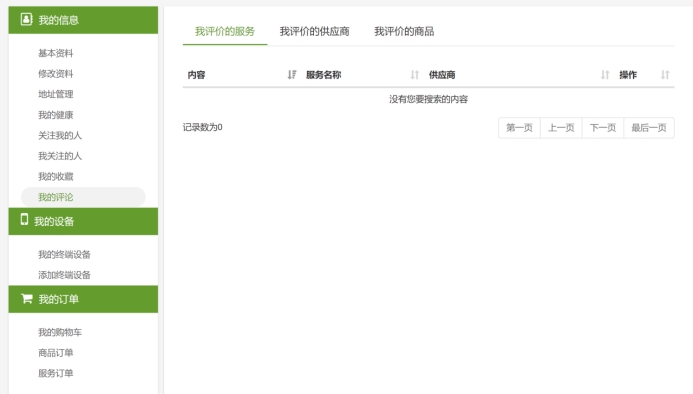 我的信息
基本资料
修改资料
地址管理
我的健康
关注我的人
我关注的人
我的收藏
我的评论
我的设备
我的终端设备
添加终端设备
我的订单
我的购物车
商品订单
服务订单
我评价的服务 我评价的供应商 我评价的商品
内容 服务名称 供应商 操作
没有您要搜索的内容
记录数为0 第一页 上一页 下一页 最后一页